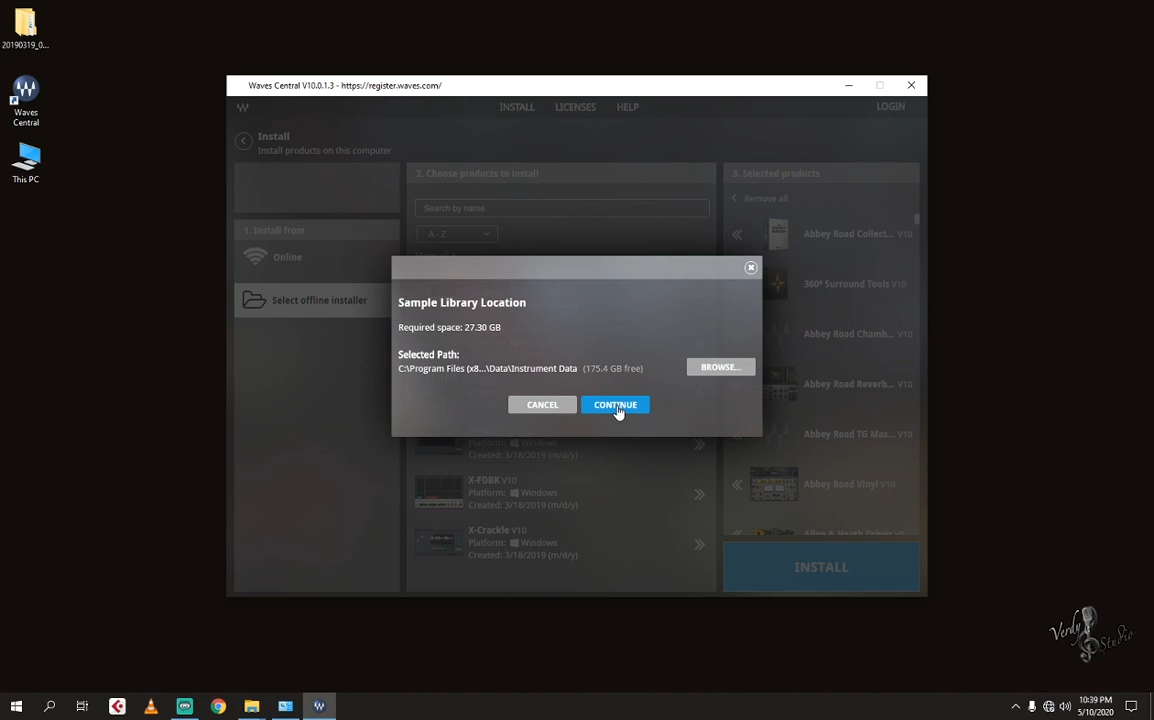 20190319_0...
Waves
Central
This PC
Waves Central V10.0.1.3 - https://register.waves.com/
INSTALL
LICENSES
HELP
LOGIN
Install
Install products on this computer
1. Install from
Online
Select offline installer
2. Choose products to install
Search by name
A - Z
3. Selected products
Remove all
Abbey Road Collect... V10
360° Surround Tools V10
Abbey Road Chamb... V10
Abbey Road Reverb... V10
Abbey Road TG Mas... V10
Abbey Road Vinyl V10
Allen & Heath Driver V10
INSTALL
Sample Library Location
Required space: 27.30 GB
Selected Path:
C:\Program Files (x8...\Data\Instrument Data (175.4 GB free)
BROWSE...
CANCEL
CONTINUE
Platform: Windows
Created: 3/18/2019 (m/d/y)
X-FDBK V10
Platform: Windows
Created: 3/18/2019 (m/d/y)
X-Crackle V10
Platform: Windows
Created: 3/18/2019 (m/d/y)
Verdy
Studio
10:39 PM
5/10/2020